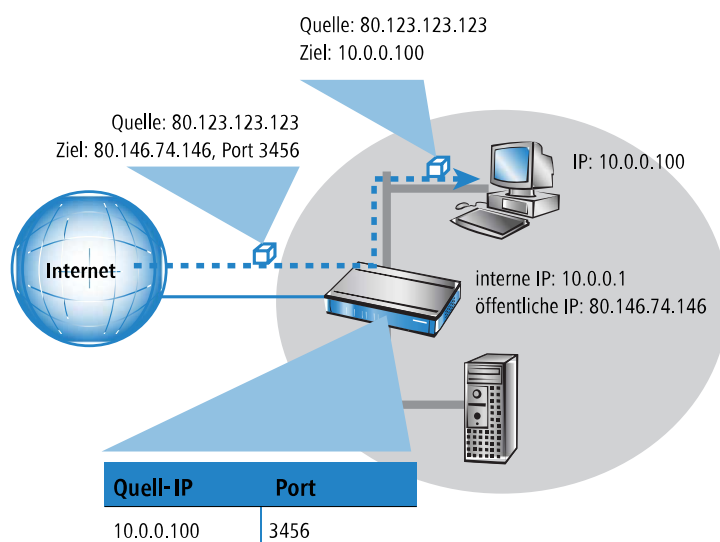 Quelle: 80.123.123.123
Ziel: 10.0.0.100
Quelle: 80.123.123.123
Ziel: 80.146.74.146, Port 3456
IP: 10.0.0.100
Internet
interne IP: 10.0.0.1
öffentliche IP: 80.146.74.146
Quell-IP Port
10.0.0.100 3456